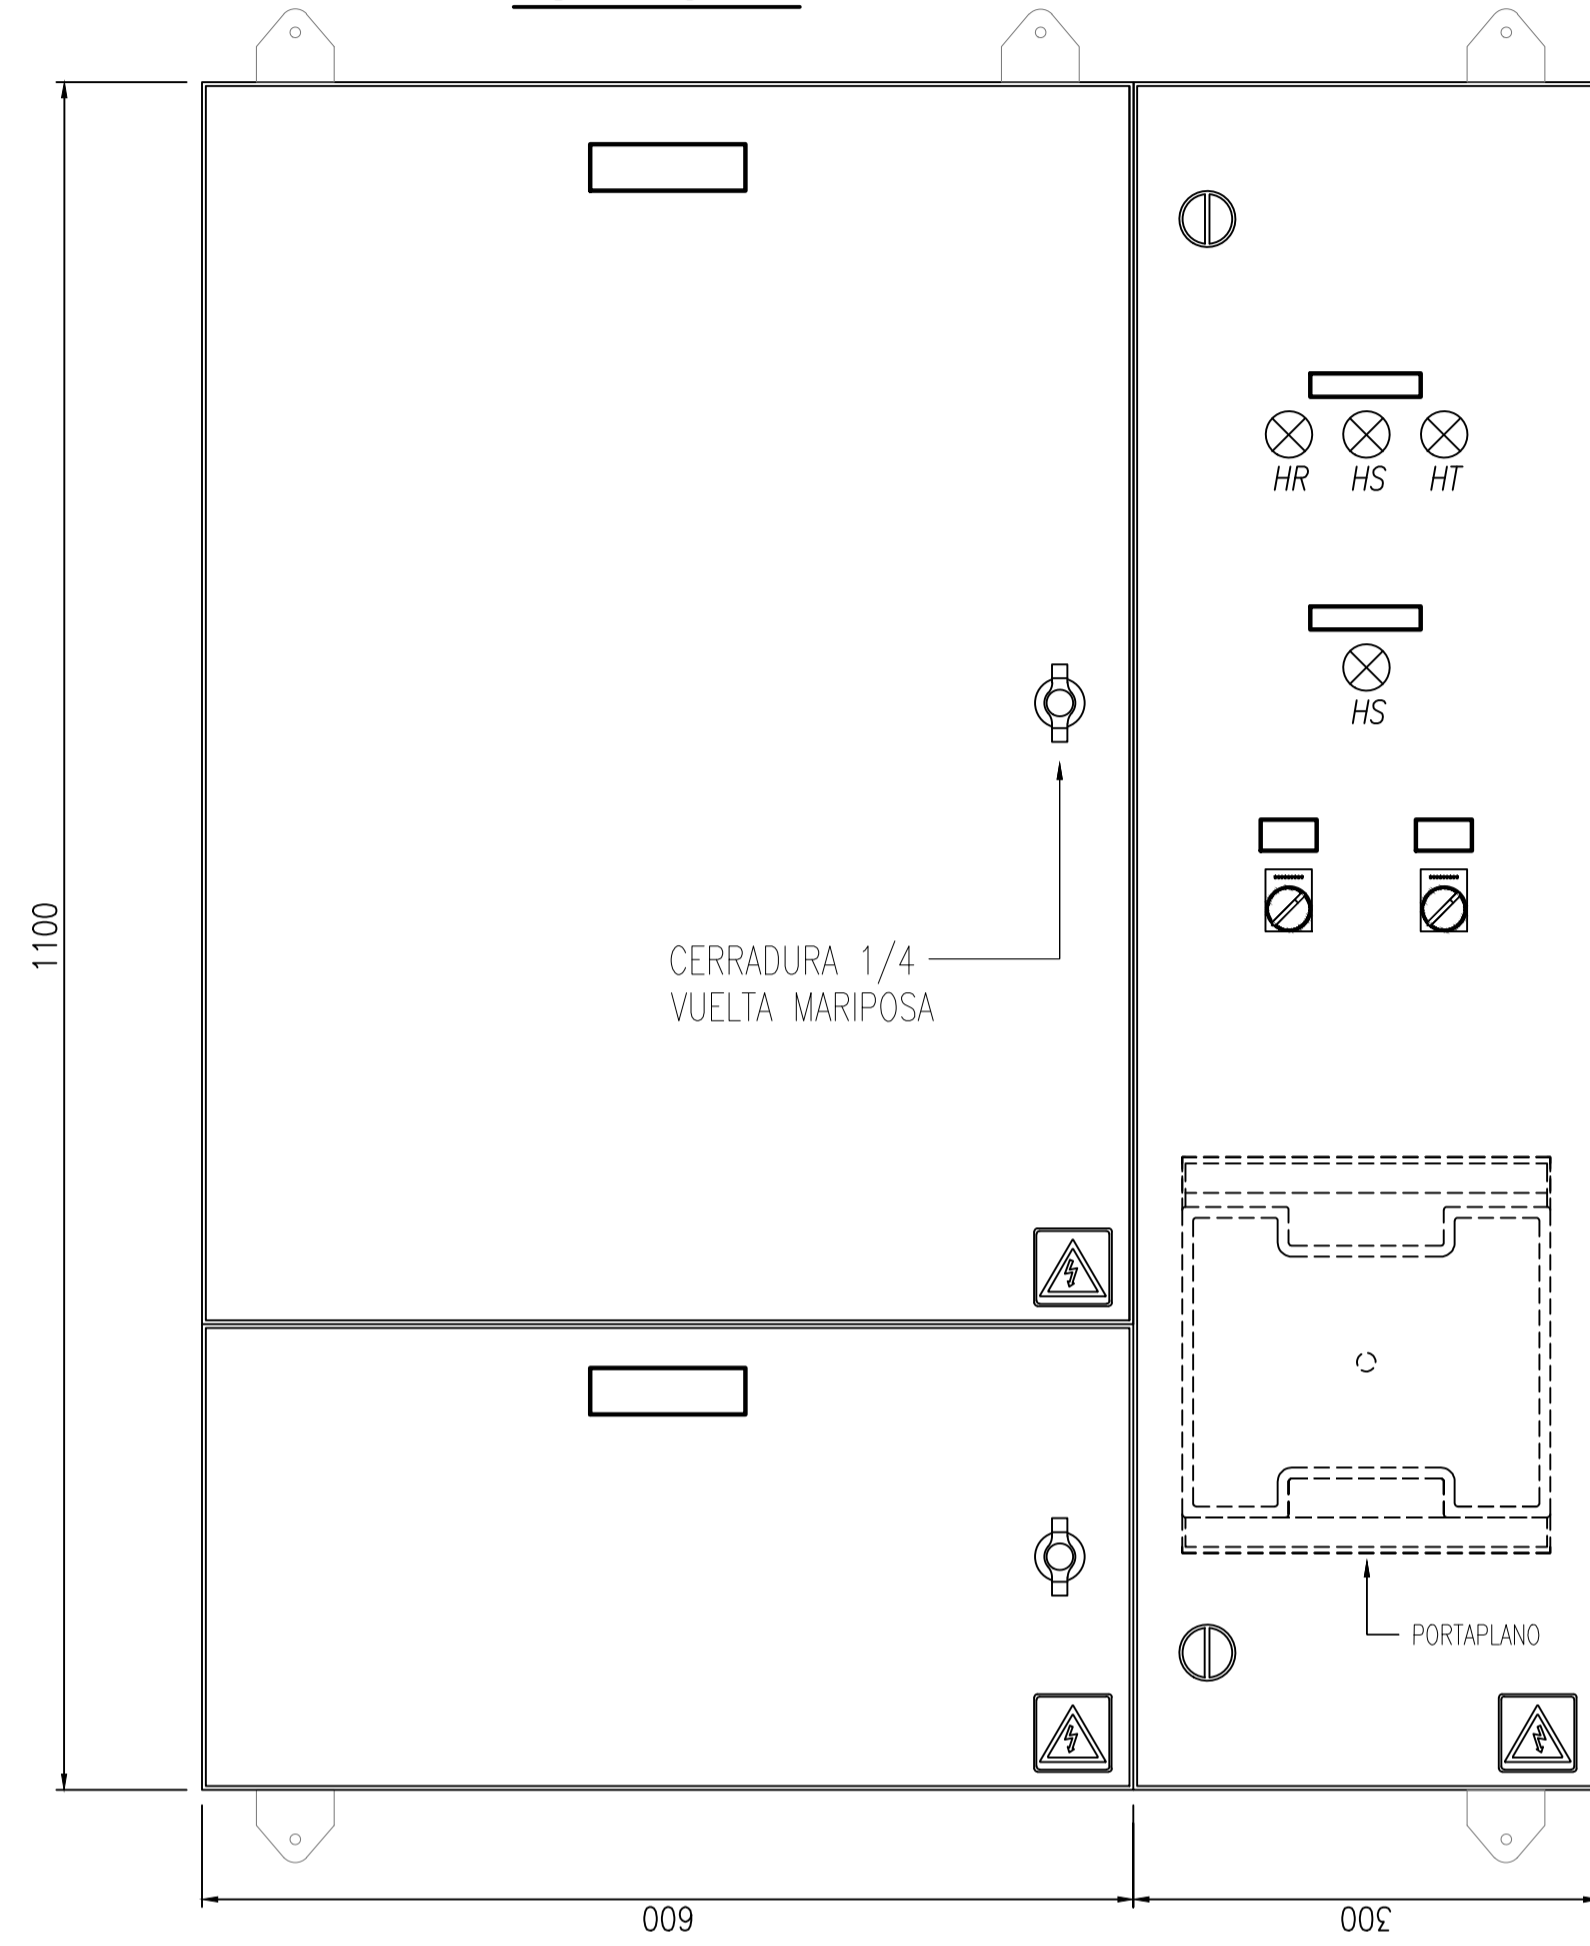 HR HS HT
HS
1100
CERRADURA 1/4
VUELTA MARIPOSA
PORTAPLANO
600
300